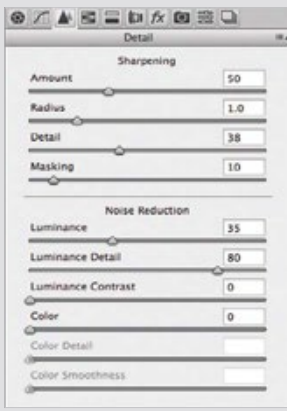 fx
Detail
Sharpening
Amount 50
Radius 1.0
Detail 38
Masking 10
Noise Reduction
Luminance 35
Luminance Detail 80
Luminance Contrast 0
Color 0
Color Detail
Color Smoothness